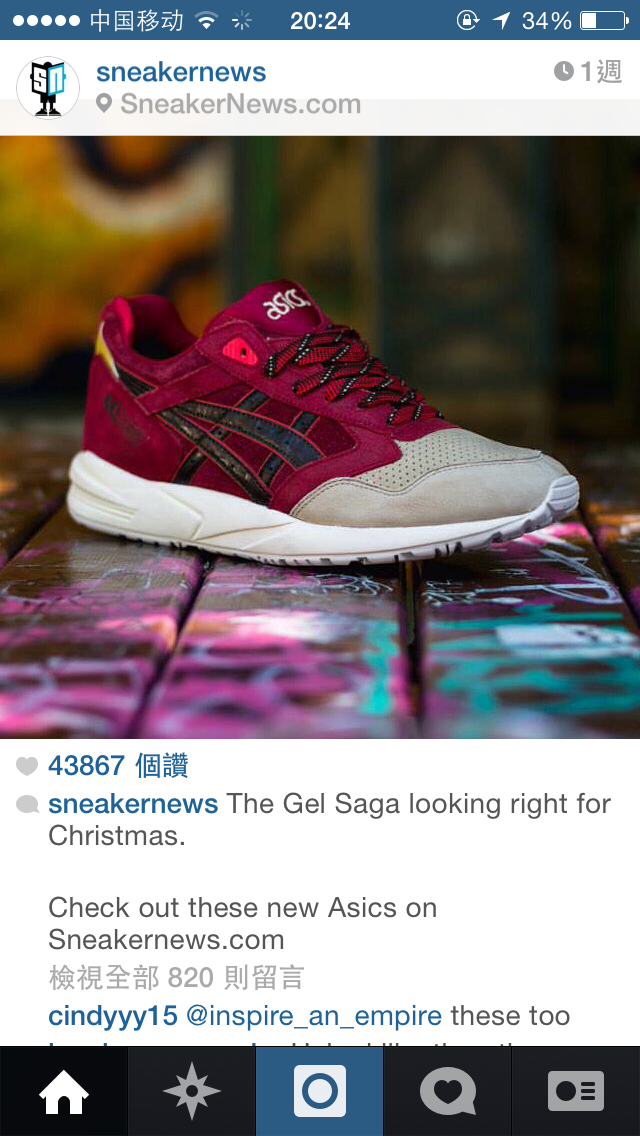 中国移动 20:24 34%
sneakernews 1週
SneakerNews.com
asics
43867 個讚
sneakernews The Gel Saga looking right for
Christmas.
Check out these new Asics on
Sneakernews.com
檢視全部 820 則留言
cindyyy15 @inspire_an_empire these too